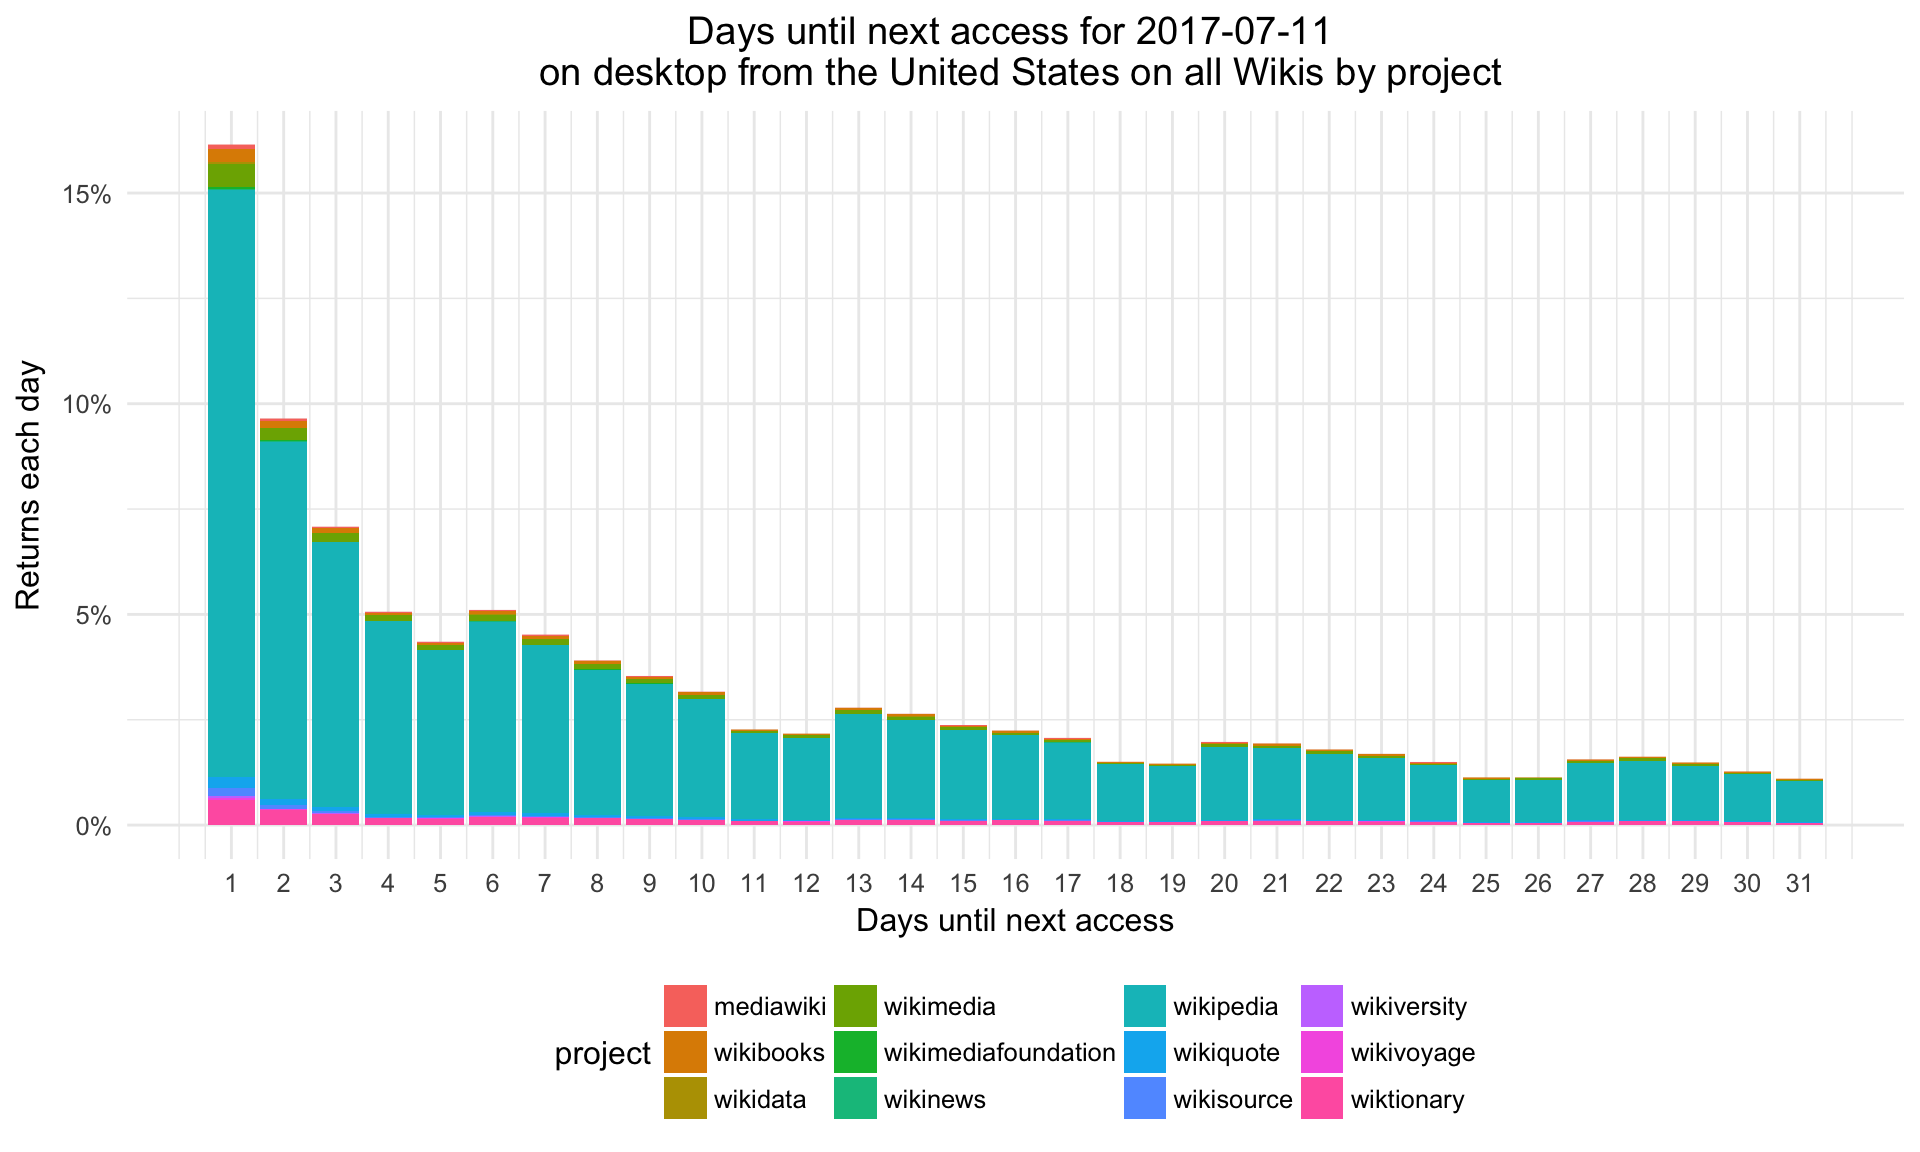 Days until next access for 2017-07-11
on desktop from the United States on all Wikis by project
Returns each day
15%
10%
5%
0%
1 2 3 4 5 6 7 8 9 10 11 12 13 14 15 16 17 18 19 20 21 22 23 24 25 26 27 28 29 30 31
Days until next access
project
mediawiki wikimedia wikipedia wikiversity
wikibooks wikimediafoundation wikiquote wikivoyage
wikidata wikinews wikisource wiktionary